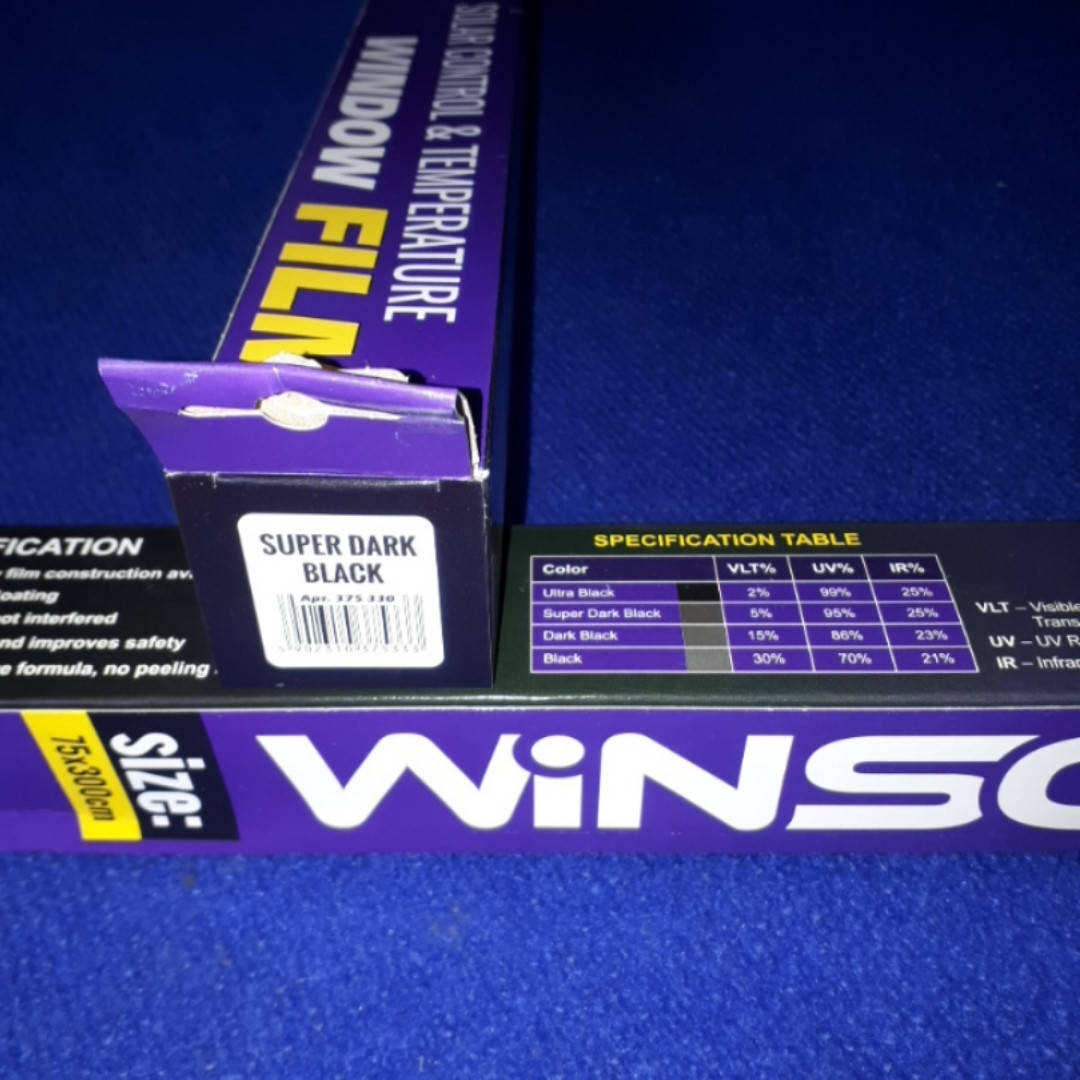 SOLAR CONTROL & TEMPERATURE
WINDOW FILM
SUPER DARK
BLACK
Apт. 375 330
FICATION
film construction av
coating
ot interfered
nd improves safety
e formula, no peeling
SPECIFICATION TABLE
Color VLT% UV% IR%
Ultra Black 2% 99% 25%
Super Dark Black 5% 95% 25%
Dark Black 15% 86% 23%
Black 30% 70% 21%
VLT – Visible
Trans
UV – UV R
IR – Infrar
size:
75x300cm
WiNSO